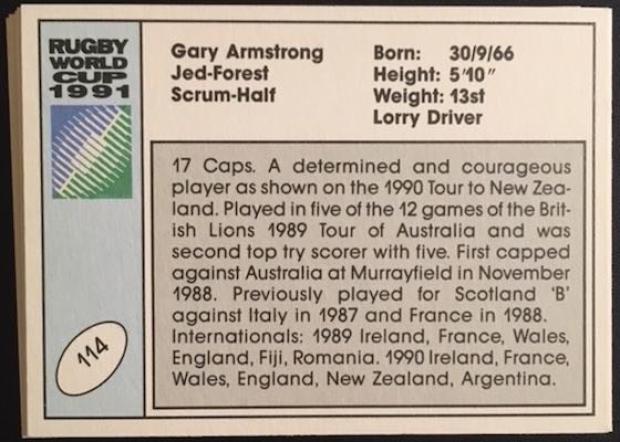 RUGBY
WORLD
CUP
1991
Gary Armstrong
Jed-Forest
Scrum-Half
Born: 30/9/66
Height: 5'10"
Weight: 13st
Lorry Driver
17 Caps. A determined and courageous
player as shown on the 1990 Tour to New Zea-
land. Played in five of the 12 games of the Brit-
ish Lions 1989 Tour of Australia and was
second top try scorer with five. First capped
against Australia at Murrayfield in November
1988. Previously played for Scotland 'B'
against Italy in 1987 and France in 1988.
Internationals: 1989 Ireland, France, Wales,
England, Fiji, Romania. 1990 Ireland, France,
Wales, England, New Zealand, Argentina.
114